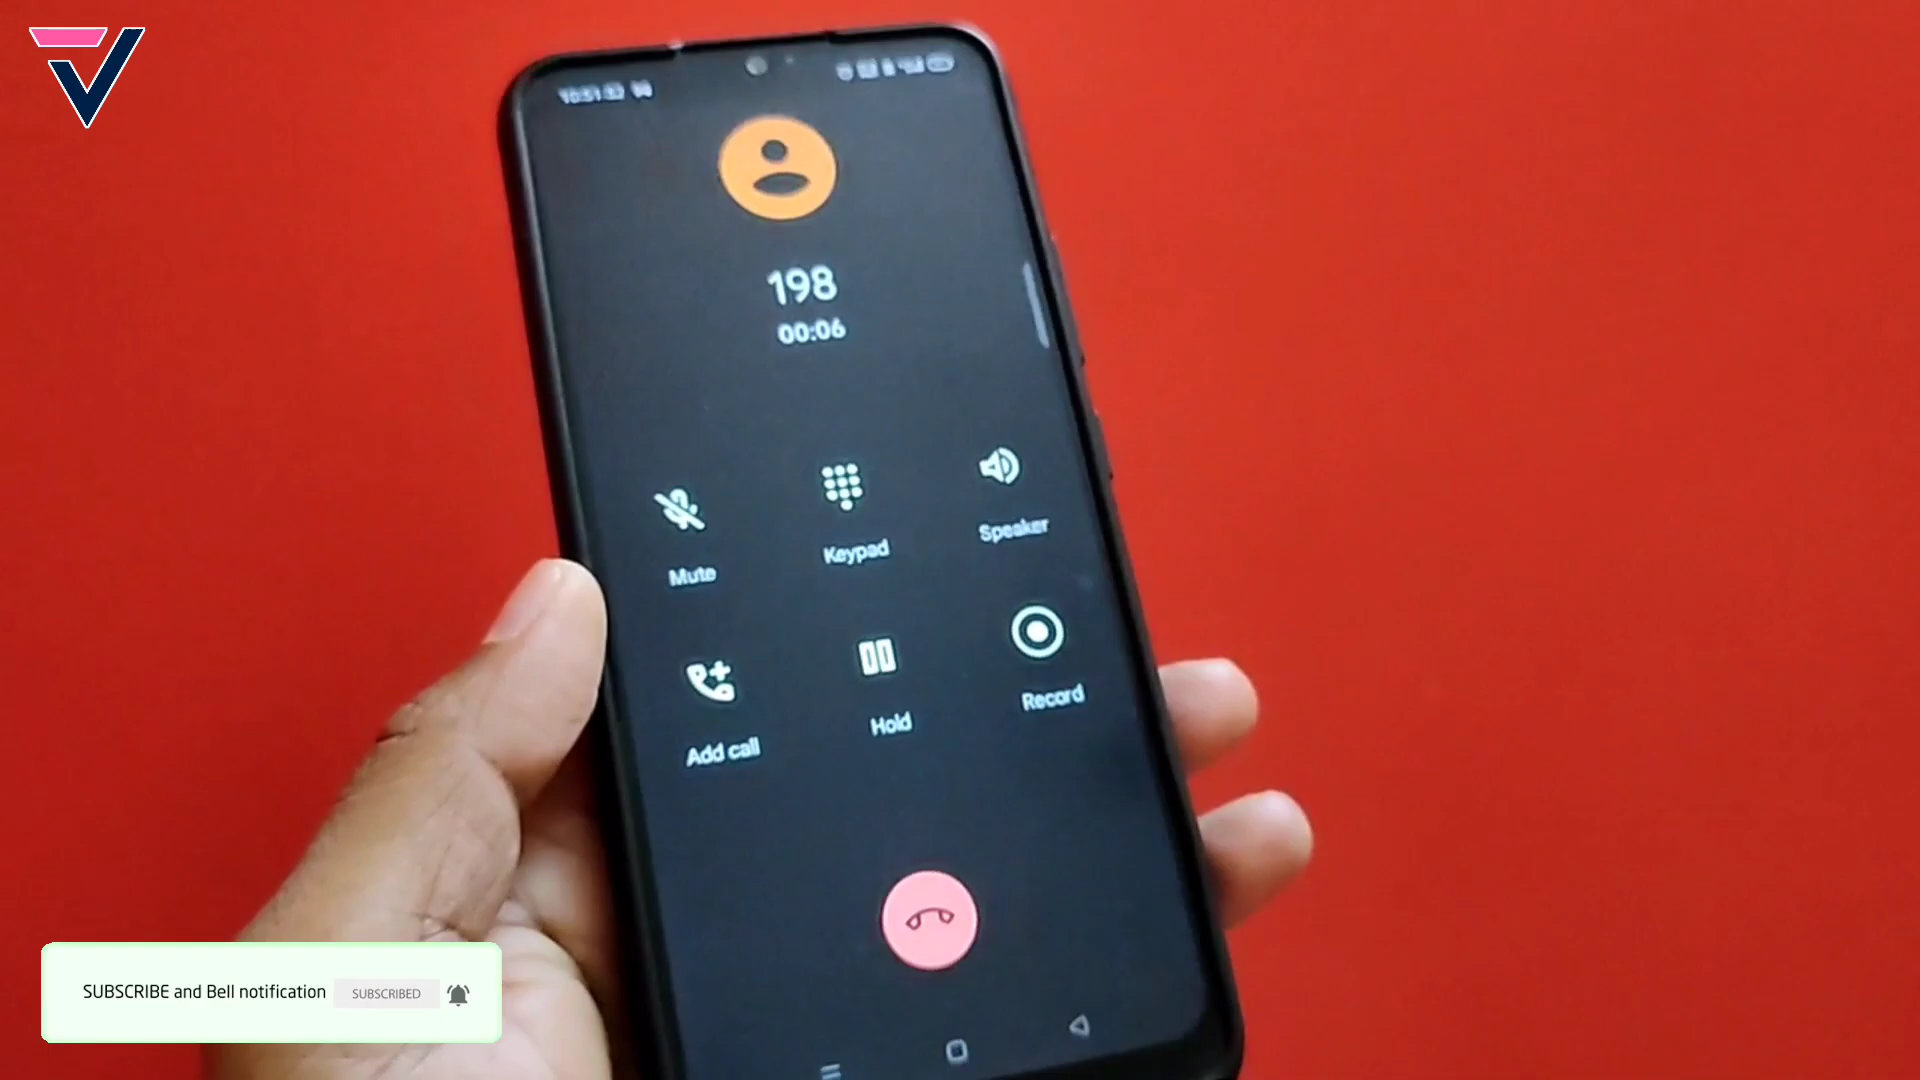 198
00:06
Mute
Keypad
Speaker
Add call
Hold
Record
SUBSCRIBE and Bell notification
SUBSCRIBED